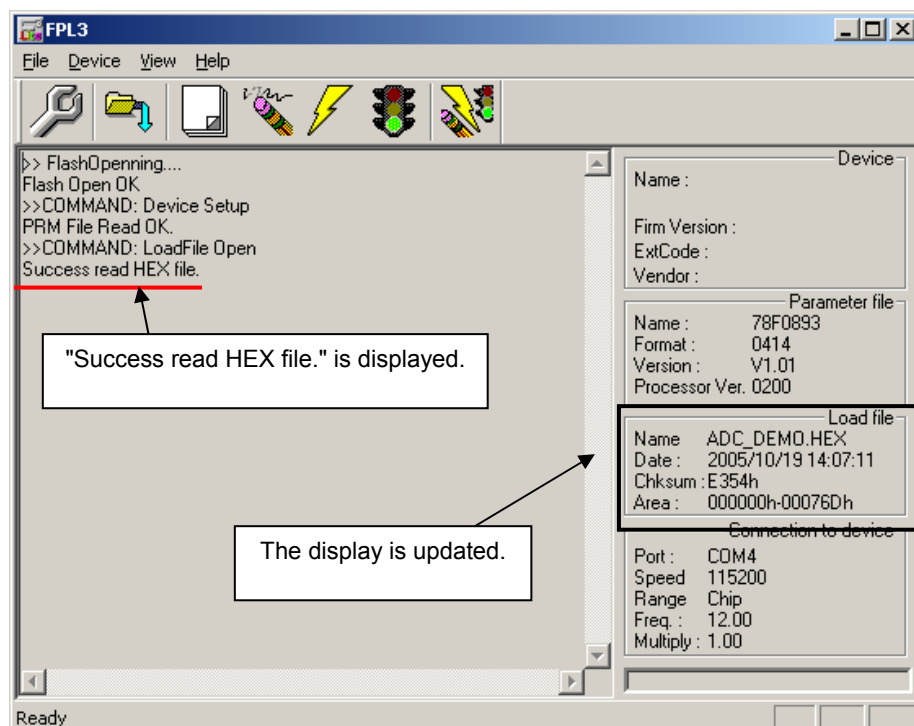 FPL3
File Device View Help
>> FlashOpenning....
Flash Open OK
>>COMMAND: Device Setup
PRM File Read OK.
>>COMMAND: LoadFile Open
Success read HEX file.
"Success read HEX file." is displayed.
The display is updated.
Device
Name :
Firm Version :
ExtCode :
Vendor :
Parameter file
Name : 78F0893
Format : 0414
Version : V1.01
Processor Ver. 0200
Load file
Name ADC_DEMO.HEX
Date : 2005/10/19 14:07:11
Chksum : E354h
Area : 000000h-00076Dh
Connection to device
Port : COM4
Speed 115200
Range Chip
Freq. : 12.00
Multiply : 1.00
Ready